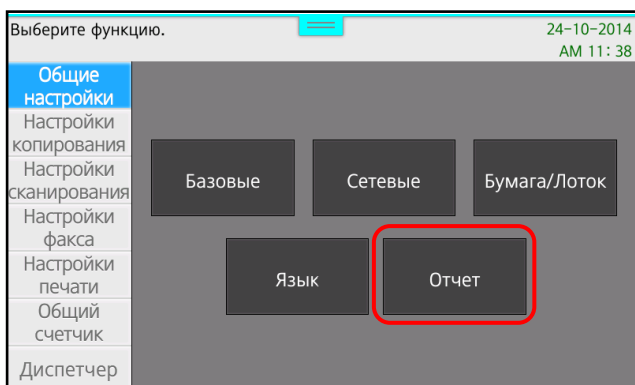 Выберите функцию.
24-10-2014
AM 11: 38
Общие
настройки
Настройки
копирования
Настройки
сканирования
Настройки
факса
Настройки
печати
Общий
счетчик
Диспетчер
Базовые
Сетевые
Бумага/Лоток
Язык
Отчет